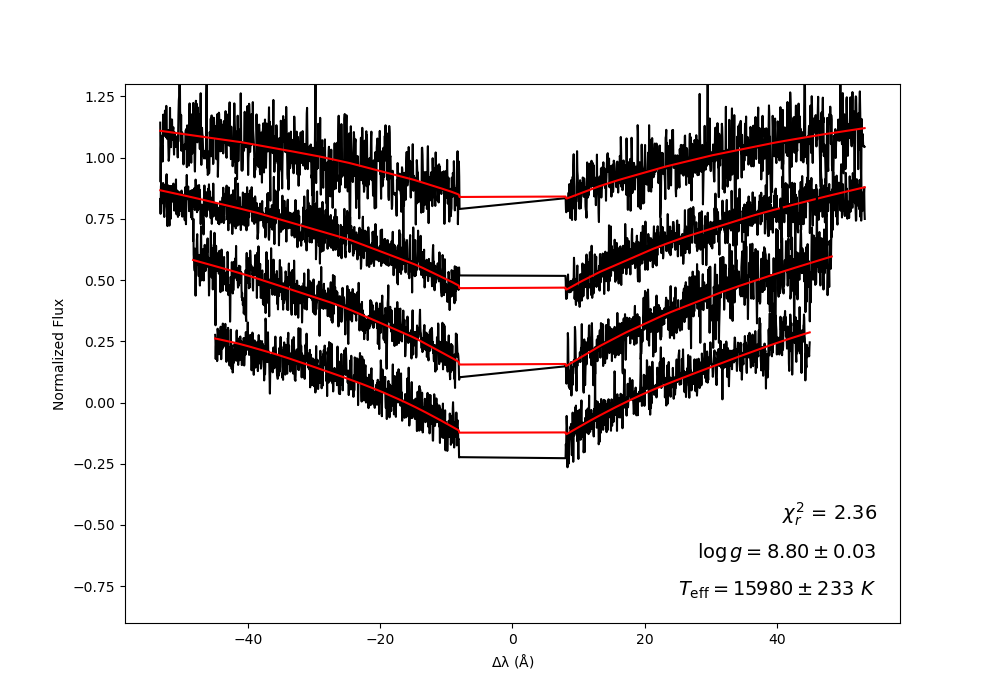 1.25
1.00
0.75
0.50
0.25
0.00
−0.25
−0.50
−0.75
Normalized Flux
χ²ᵣ = 2.36
log g = 8.80 ± 0.03
T_eff = 15980 ± 233 K
−40 −20 0 20 40
Δλ (Å)